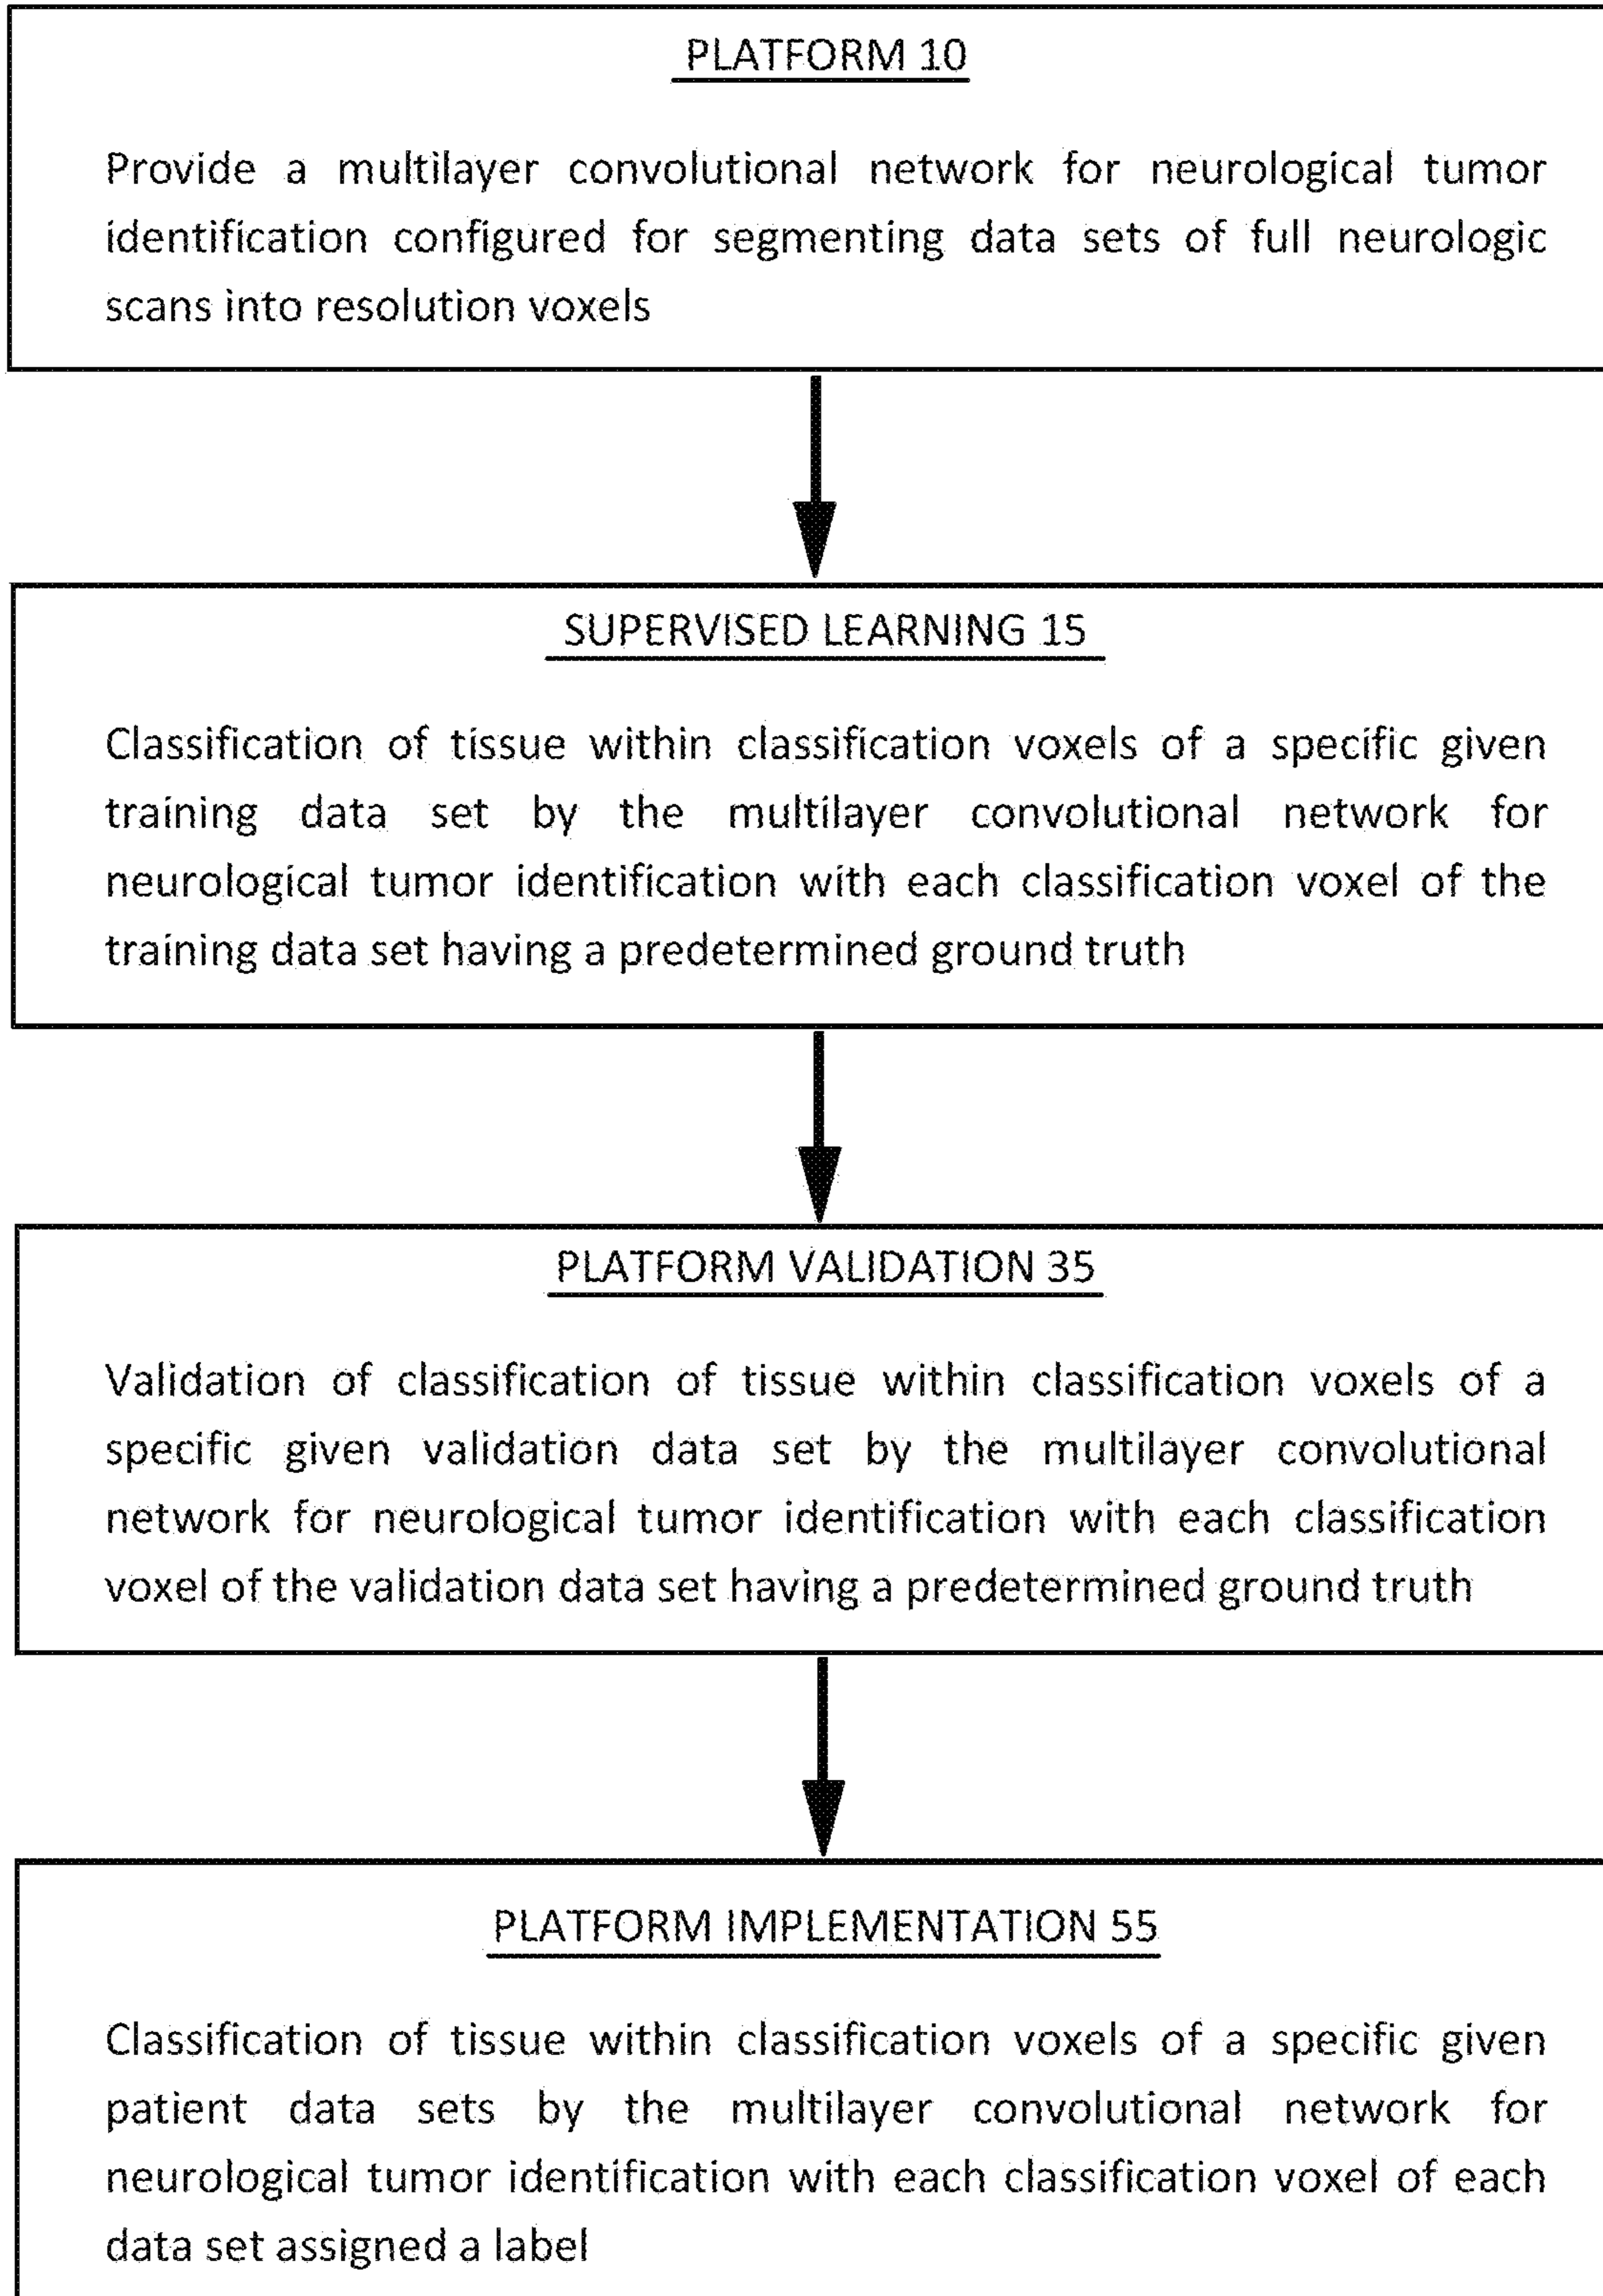 PLATFORM 10
Provide a multilayer convolutional network for neurological tumor
identification configured for segmenting data sets of full neurologic
scans into resolution voxels
SUPERVISED LEARNING 15
Classification of tissue within classification voxels of a specific given
training data set by the multilayer convolutional network for
neurological tumor identification with each classification voxel of the
training data set having a predetermined ground truth
PLATFORM VALIDATION 35
Validation of classification of tissue within classification voxels of a
specific given validation data set by the multilayer convolutional
network for neurological tumor identification with each classification
voxel of the validation data set having a predetermined ground truth
PLATFORM IMPLEMENTATION 55
Classification of tissue within classification voxels of a specific given
patient data sets by the multilayer convolutional network for
neurological tumor identification with each classification voxel of each
data set assigned a label